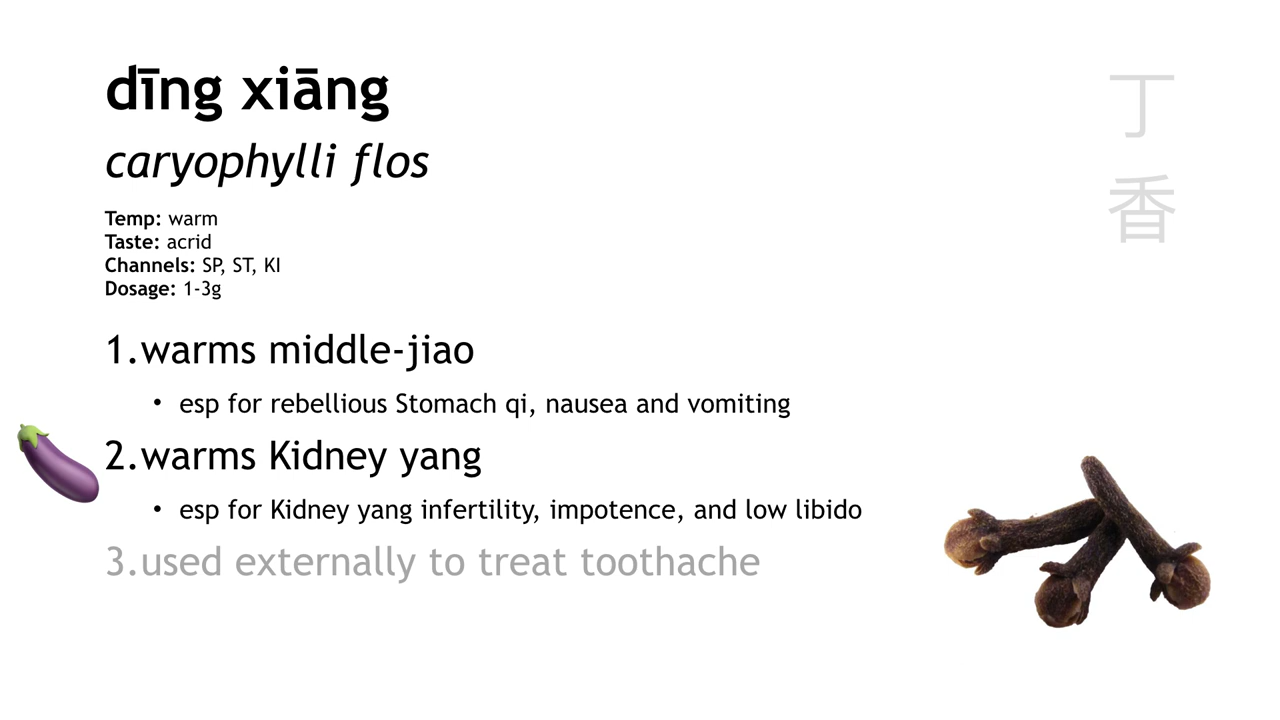 dīng xiāng
caryophylli flos
Temp: warm
Taste: acrid
Channels: SP, ST, KI
Dosage: 1-3g
1.warms middle-jiao
• esp for rebellious Stomach qi, nausea and vomiting
2.warms Kidney yang
• esp for Kidney yang infertility, impotence, and low libido
3.used externally to treat toothache
丁
香